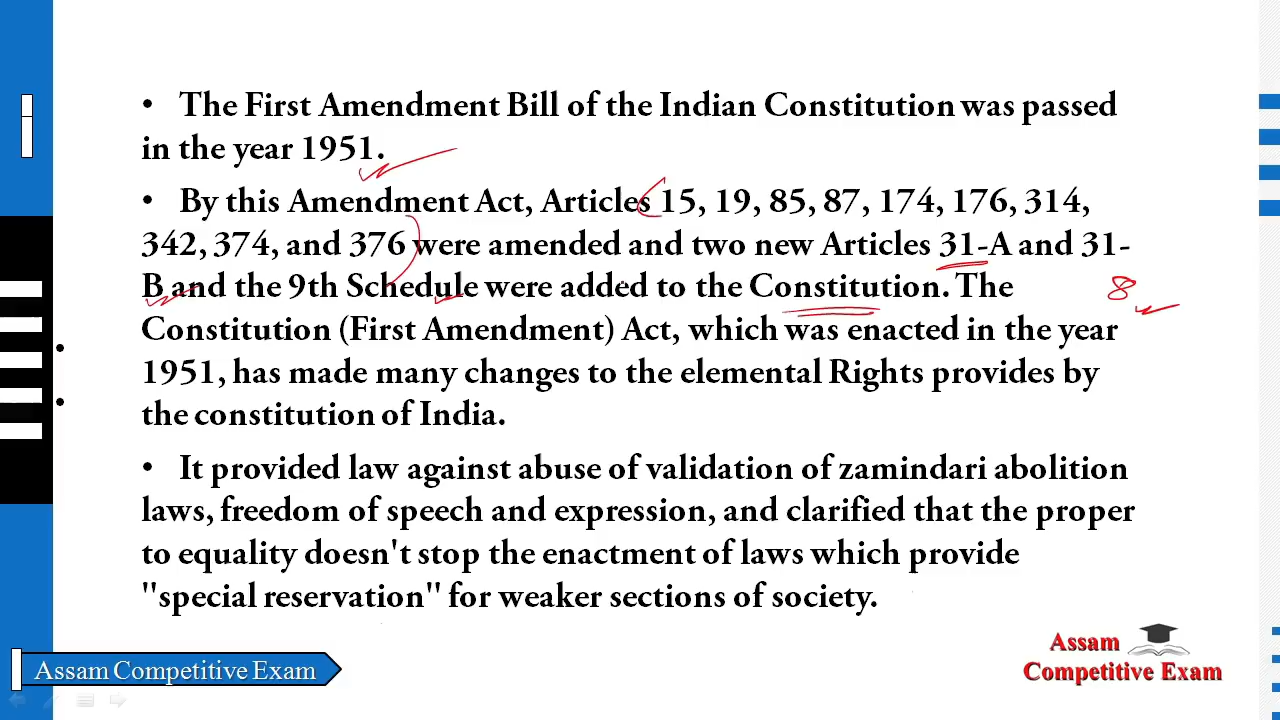 • The First Amendment Bill of the Indian Constitution was passed
in the year 1951.
• By this Amendment Act, Articles 15, 19, 85, 87, 174, 176, 314,
342, 374, and 376 were amended and two new Articles 31-A and 31-
B and the 9th Schedule were added to the Constitution. The
8
Constitution (First Amendment) Act, which was enacted in the year
1951, has made many changes to the elemental Rights provides by
the constitution of India.
• It provided law against abuse of validation of zamindari abolition
laws, freedom of speech and expression, and clarified that the proper
to equality doesn't stop the enactment of laws which provide
"special reservation" for weaker sections of society.
Assam Competitive Exam
Assam
Competitive Exam